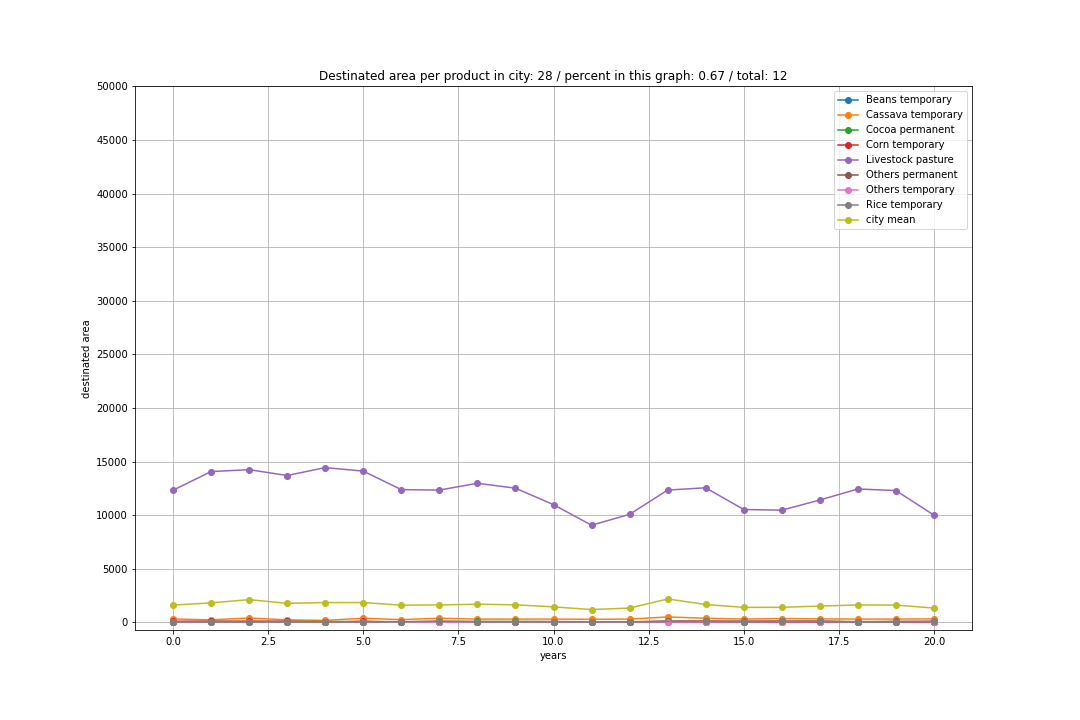 Destinated area per product in city: 28 / percent in this graph: 0.67 / total: 12
50000
45000
40000
35000
30000
25000
20000
15000
10000
5000
0
destinated area
Beans temporary
Cassava temporary
Cocoa permanent
Corn temporary
Livestock pasture
Others permanent
Others temporary
Rice temporary
city mean
0.0 2.5 5.0 7.5 10.0 12.5 15.0 17.5 20.0
years